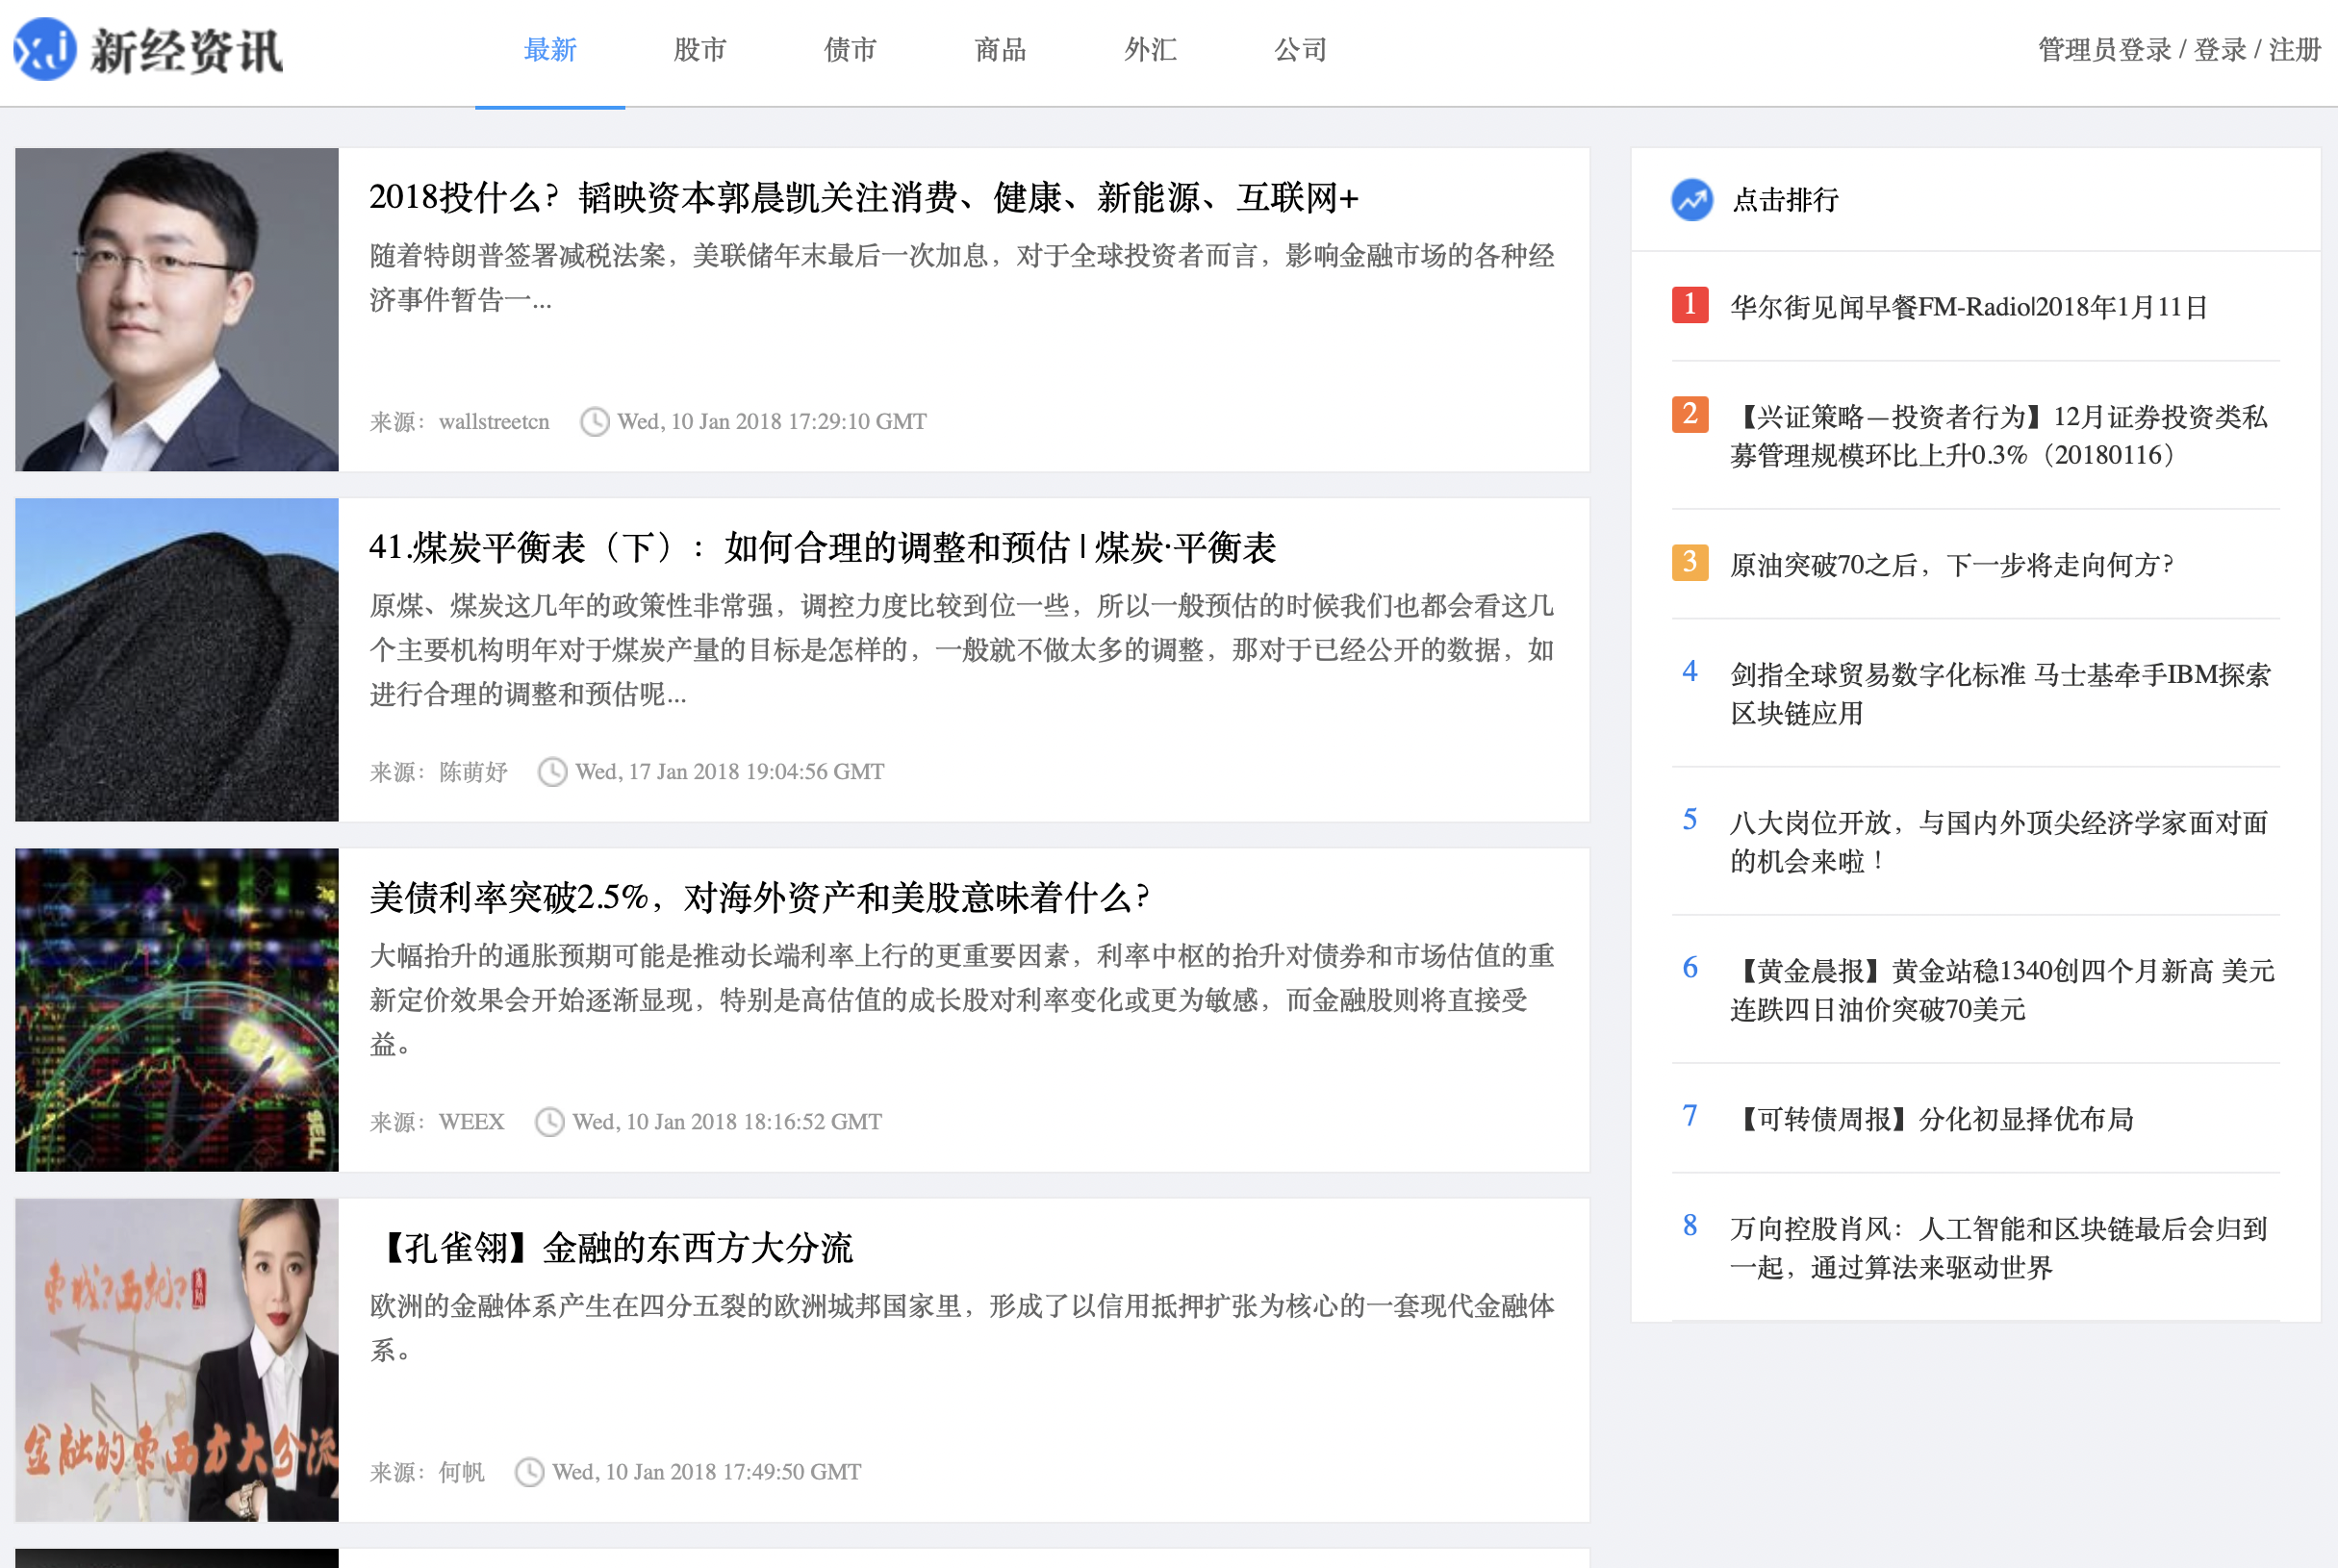 XJ 新经资讯
最新 股市 债市 商品 外汇 公司
管理员登录 / 登录 / 注册
2018投什么？韬映资本郭晨凯关注消费、健康、新能源、互联网+
随着特朗普签署减税法案，美联储年末最后一次加息，对于全球投资者而言，影响金融市场的各种经
济事件暂告一...
来源：wallstreetcn Wed, 10 Jan 2018 17:29:10 GMT
41.煤炭平衡表（下）：如何合理的调整和预估 | 煤炭·平衡表
原煤、煤炭这几年的政策性非常强，调控力度比较到位一些，所以一般预估的时候我们也都会看这几
个主要机构明年对于煤炭产量的目标是怎样的，一般就不做太多的调整，那对于已经公开的数据，如
进行合理的调整和预估呢...
来源：陈萌妤 Wed, 17 Jan 2018 19:04:56 GMT
BUY
SELL
美债利率突破2.5%，对海外资产和美股意味着什么？
大幅抬升的通胀预期可能是推动长端利率上行的更重要因素，利率中枢的抬升对债券和市场估值的重
新定价效果会开始逐渐显现，特别是高估值的成长股对利率变化或更为敏感，而金融股则将直接受
益。
来源：WEEX Wed, 10 Jan 2018 18:16:52 GMT
金融的东西方大分流
【孔雀翎】金融的东西方大分流
欧洲的金融体系产生在四分五裂的欧洲城邦国家里，形成了以信用抵押扩张为核心的一套现代金融体
系。
来源：何帆 Wed, 10 Jan 2018 17:49:50 GMT
点击排行
1 华尔街见闻早餐FM-Radio|2018年1月11日
2 【兴证策略—投资者行为】12月证券投资类私
募管理规模环比上升0.3%（20180116）
3 原油突破70之后，下一步将走向何方？
4 剑指全球贸易数字化标准 马士基牵手IBM探索
区块链应用
5 八大岗位开放，与国内外顶尖经济学家面对面
的机会来啦！
6 【黄金晨报】黄金站稳1340创四个月新高 美元
连跌四日油价突破70美元
7 【可转债周报】分化初显择优布局
8 万向控股肖风：人工智能和区块链最后会归到
一起，通过算法来驱动世界